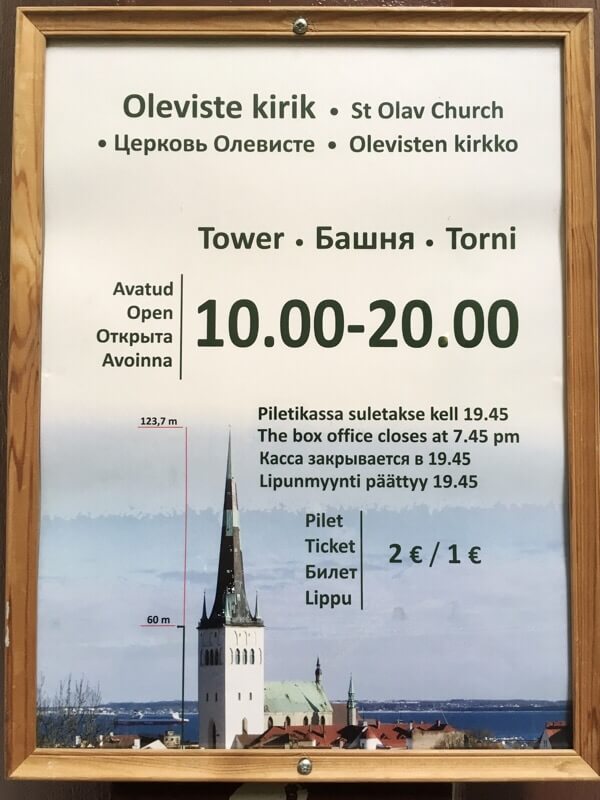 Oleviste kirik • St Olav Church
• Церковь Олевисте • Olevisten kirkko
Tower • Башня • Torni
Avatud
Open
Открыта
Avoinna
10.00-20.00
Piletikassa suletakse kell 19.45
The box office closes at 7.45 pm
Касса закрывается в 19.45
Lipunmyynti päättyy 19.45
Pilet
Ticket
Билет
Lippu
2 € / 1 €
123,7 m
60 m